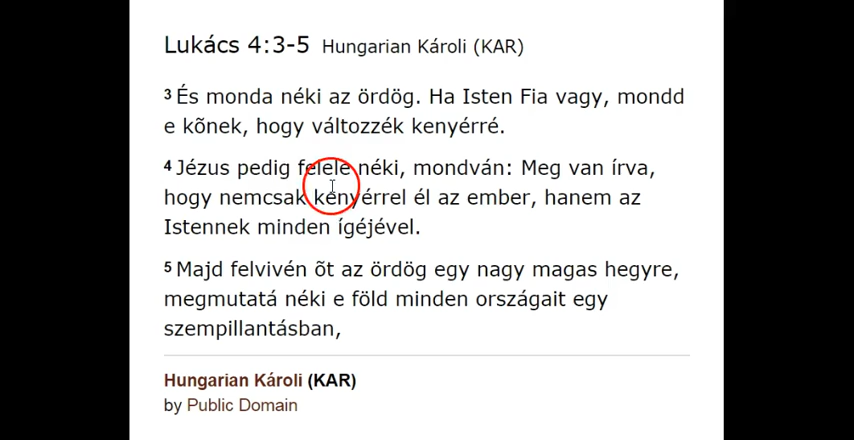 Lukács 4:3-5 Hungarian Károli (KAR)
3 És monda néki az ördög. Ha Isten Fia vagy, mondd
e kõnek, hogy változzék kenyérré.
4 Jézus pedig felele néki, mondván: Meg van írva,
hogy nemcsak kenyérrel él az ember, hanem az
Istennek minden ígéjével.
5 Majd felvivén õt az ördög egy nagy magas hegyre,
megmutatá néki e föld minden országait egy
szempillantásban,
Hungarian Károli (KAR)
by Public Domain